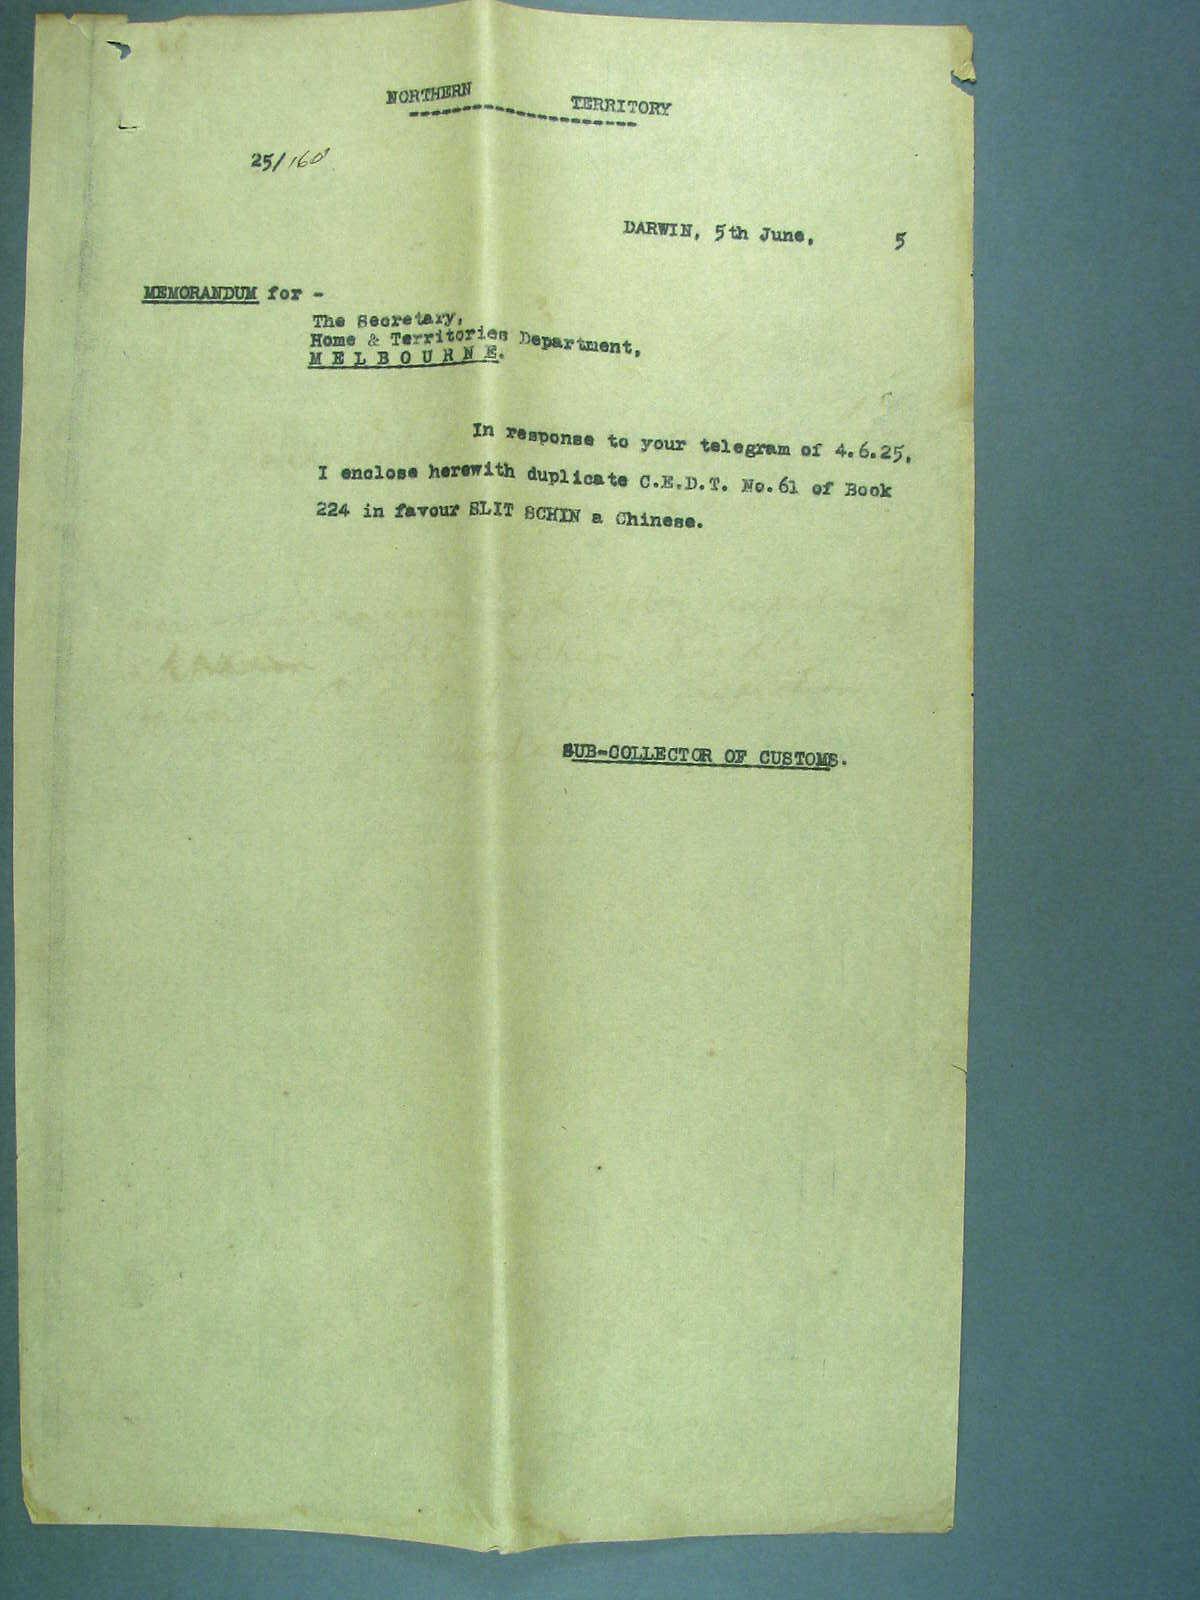 NORTHERN TERRITORY
25/160
DARWIN, 5th June, 5
MEMORANDUM for -
The Secretary,
Home & Territories Department,
MELBOURNE.
In response to your telegram of 4.6.25,
I enclose herewith duplicate C.E.D.T. No.61 of Book
224 in favour SLIT SCHIN a Chinese.
SUB-COLLECTOR OF CUSTOMS.